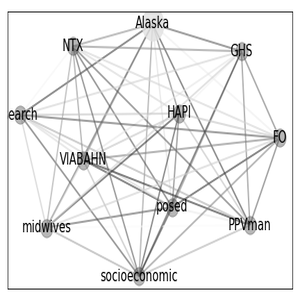 Alaska
NTX
GHS
earch
HAPI
FO
VIABAHN
posed
midwives
PPVman
socioeconomic